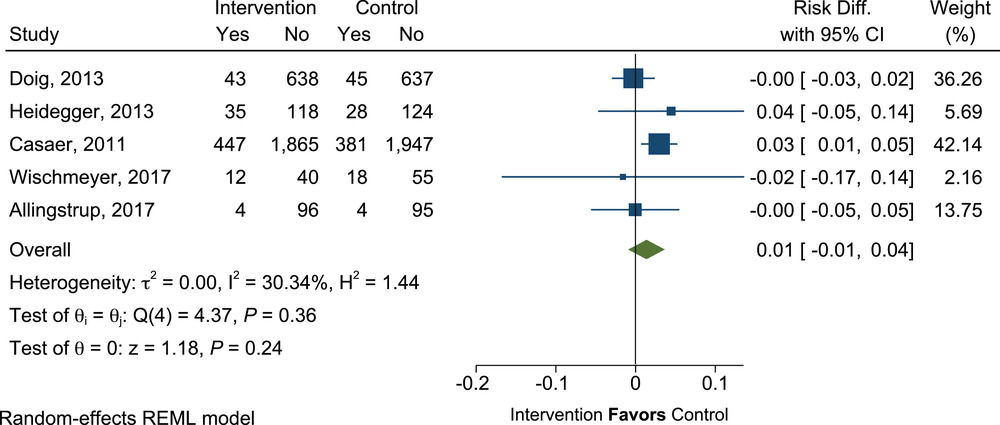 Intervention Control Risk Diff. Weight
Study Yes No Yes No with 95% CI (%)
Doig, 2013 43 638 45 637 -0.00 [ -0.03, 0.02] 36.26
Heidegger, 2013 35 118 28 124 0.04 [ -0.05, 0.14] 5.69
Casaer, 2011 447 1,865 381 1,947 0.03 [ 0.01, 0.05] 42.14
Wischmeyer, 2017 12 40 18 55 -0.02 [ -0.17, 0.14] 2.16
Allingstrup, 2017 4 96 4 95 -0.00 [ -0.05, 0.05] 13.75
Overall 0.01 [ -0.01, 0.04]
Heterogeneity: τ² = 0.00, I² = 30.34%, H² = 1.44
Test of θᵢ = θⱼ: Q(4) = 4.37, P = 0.36
Test of θ = 0: z = 1.18, P = 0.24
-0.2 -0.1 0 0.1
Intervention Favors Control
Random-effects REML model